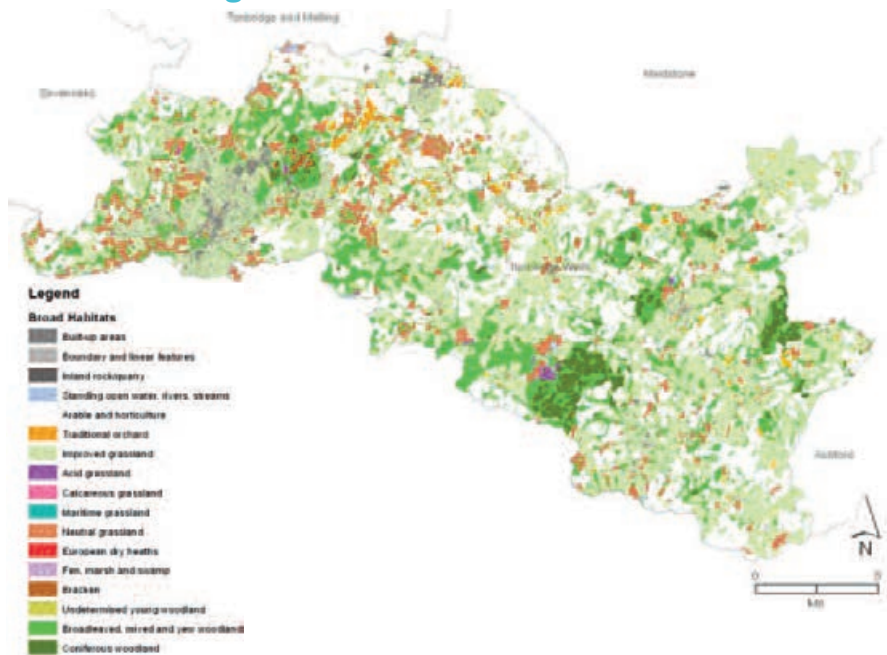 Tonbridge and Malling
Sevenoaks
Maidstone
Tunbridge Wells
Ashford
N
0
Mi
Legend
Broad Habitats
Built-up areas
Boundary and linear features
Inland rock/quarry
Standing open water, rivers, streams
Arable and horticulture
Traditional orchard
Improved grassland
Acid grassland
Calcareous grassland
Maritime grassland
Neutral grassland
European dry heaths
Fen, marsh and swamp
Bracken
Undetermined young woodland
Broadleaved, mixed and yew woodland
Coniferous woodland